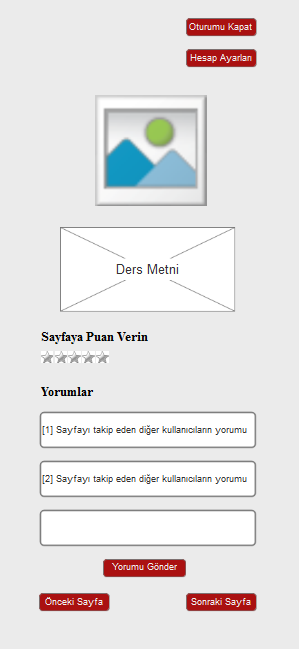 Oturumu Kapat
Hesap Ayarları
Ders Metni
Sayfaya Puan Verin
Yorumlar
[1] Sayfayı takip eden diğer kullanıcıların yorumu
[2] Sayfayı takip eden diğer kullanıcıların yorumu
Yorumu Gönder
Önceki Sayfa
Sonraki Sayfa